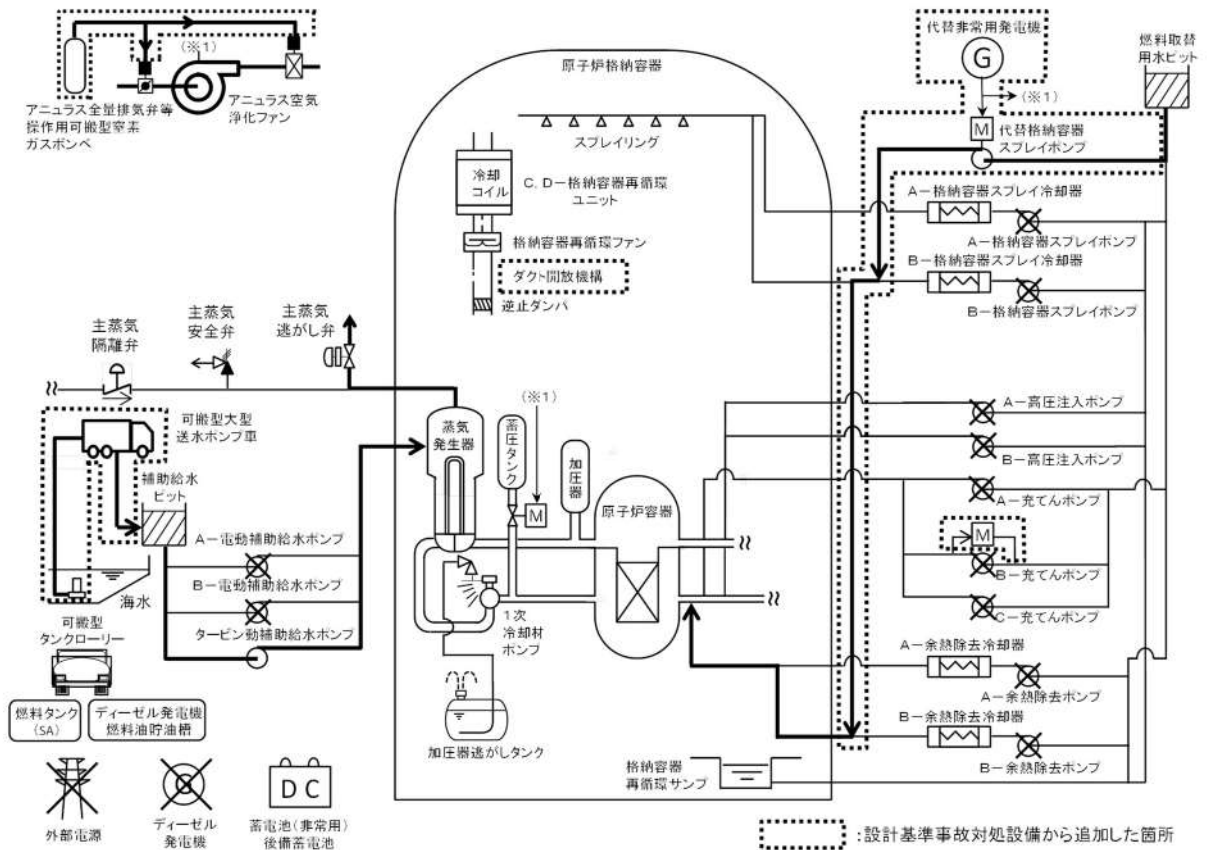 (※1)
アニュラス全量排気弁等
操作用可搬型窒素
ガスボンベ
アニュラス空気
浄化ファン
原子炉格納容器
スプレイリング
冷却
コイル
C, D-格納容器再循環
ユニット
格納容器再循環ファン
ダクト開放機構
逆止ダンパ
代替非常用発電機
G
(※1)
M
代替格納容器
スプレイポンプ
燃料取替
用水ピット
A-格納容器スプレイ冷却器
A-格納容器スプレイポンプ
B-格納容器スプレイ冷却器
B-格納容器スプレイポンプ
主蒸気
隔離弁
主蒸気
安全弁
主蒸気
逃がし弁
可搬型大型
送水ポンプ車
補助給水
ピット
A-電動補助給水ポンプ
B-電動補助給水ポンプ
タービン動補助給水ポンプ
海水
可搬型
タンクローリー
燃料タンク
(SA)
ディーゼル発電機
燃料油貯油槽
外部電源
ディーゼル
発電機
D C
蓄電池(非常用)
後備蓄電池
蒸気
発生器
蓄圧タンク
(※1)
M
加圧器
原子炉容器
1次
冷却材
ポンプ
加圧器逃がしタンク
A-高圧注入ポンプ
B-高圧注入ポンプ
A-充てんポンプ
M
B-充てんポンプ
C-充てんポンプ
A-余熱除去冷却器
A-余熱除去ポンプ
B-余熱除去冷却器
B-余熱除去ポンプ
格納容器
再循環サンプ
:設計基準事故対処設備から追加した箇所